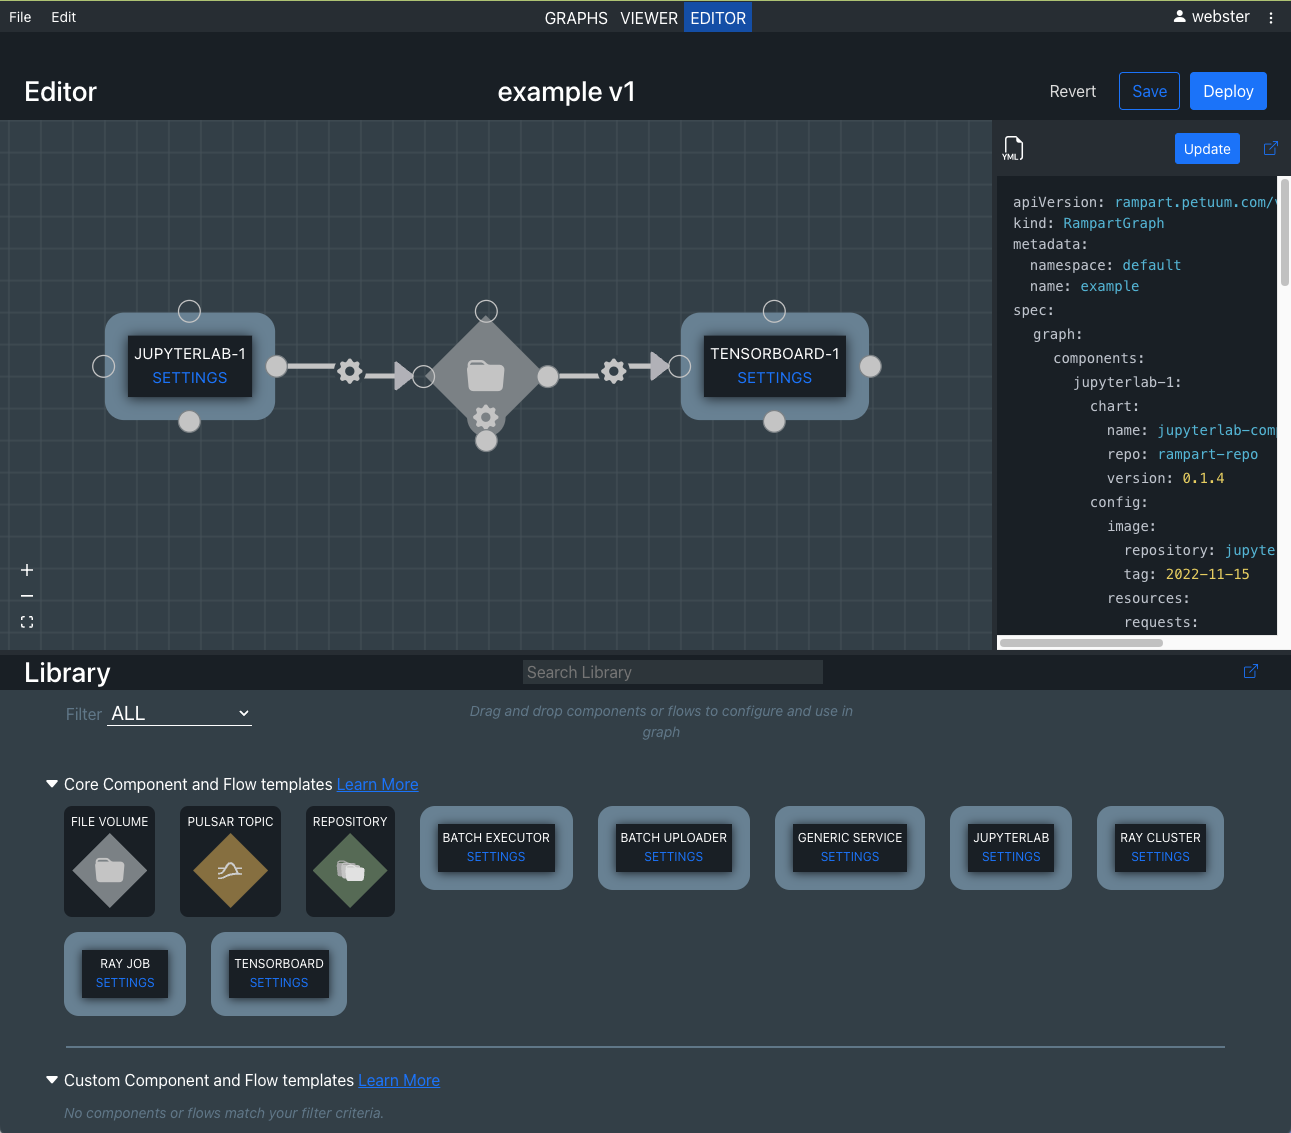 File Edit GRAPHS VIEWER EDITOR webster
Editor example v1 Revert Save Deploy
YML Update
JUPYTERLAB-1
SETTINGS
TENSORBOARD-1
SETTINGS
apiVersion: rampart.petuum.com/v
kind: RampartGraph
metadata:
namespace: default
name: example
spec:
graph:
components:
jupyterlab-1:
chart:
name: jupyterlab-comp
repo: rampart-repo
version: 0.1.4
config:
image:
repository: jupyte
tag: 2022-11-15
resources:
requests:
Library Search Library
Filter ALL
Drag and drop components or flows to configure and use in
graph
Core Component and Flow templates Learn More
FILE VOLUME
PULSAR TOPIC
REPOSITORY
BATCH EXECUTOR
SETTINGS
BATCH UPLOADER
SETTINGS
GENERIC SERVICE
SETTINGS
JUPYTERLAB
SETTINGS
RAY CLUSTER
SETTINGS
RAY JOB
SETTINGS
TENSORBOARD
SETTINGS
Custom Component and Flow templates Learn More
No components or flows match your filter criteria.